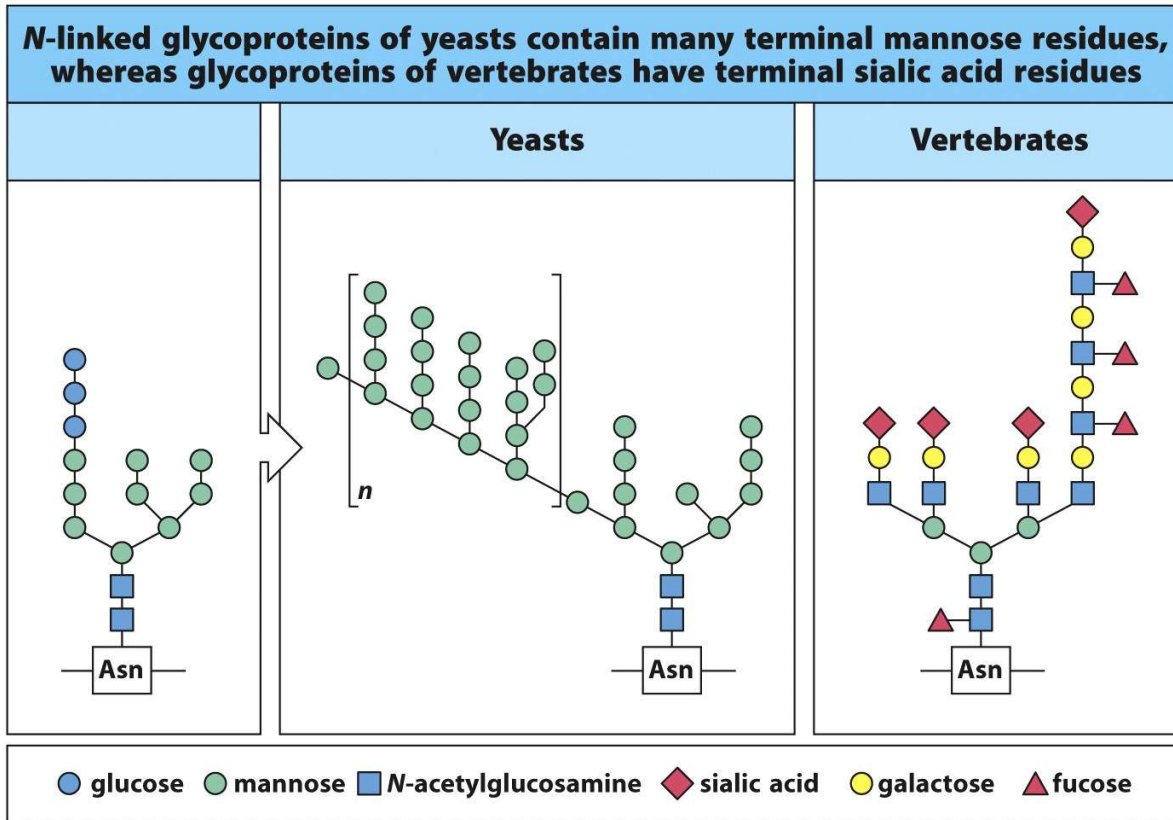 N-linked glycoproteins of yeasts contain many terminal mannose residues,
whereas glycoproteins of vertebrates have terminal sialic acid residues
Yeasts
Vertebrates
n
Asn
Asn
Asn
glucose
mannose
N-acetylglucosamine
sialic acid
galactose
fucose